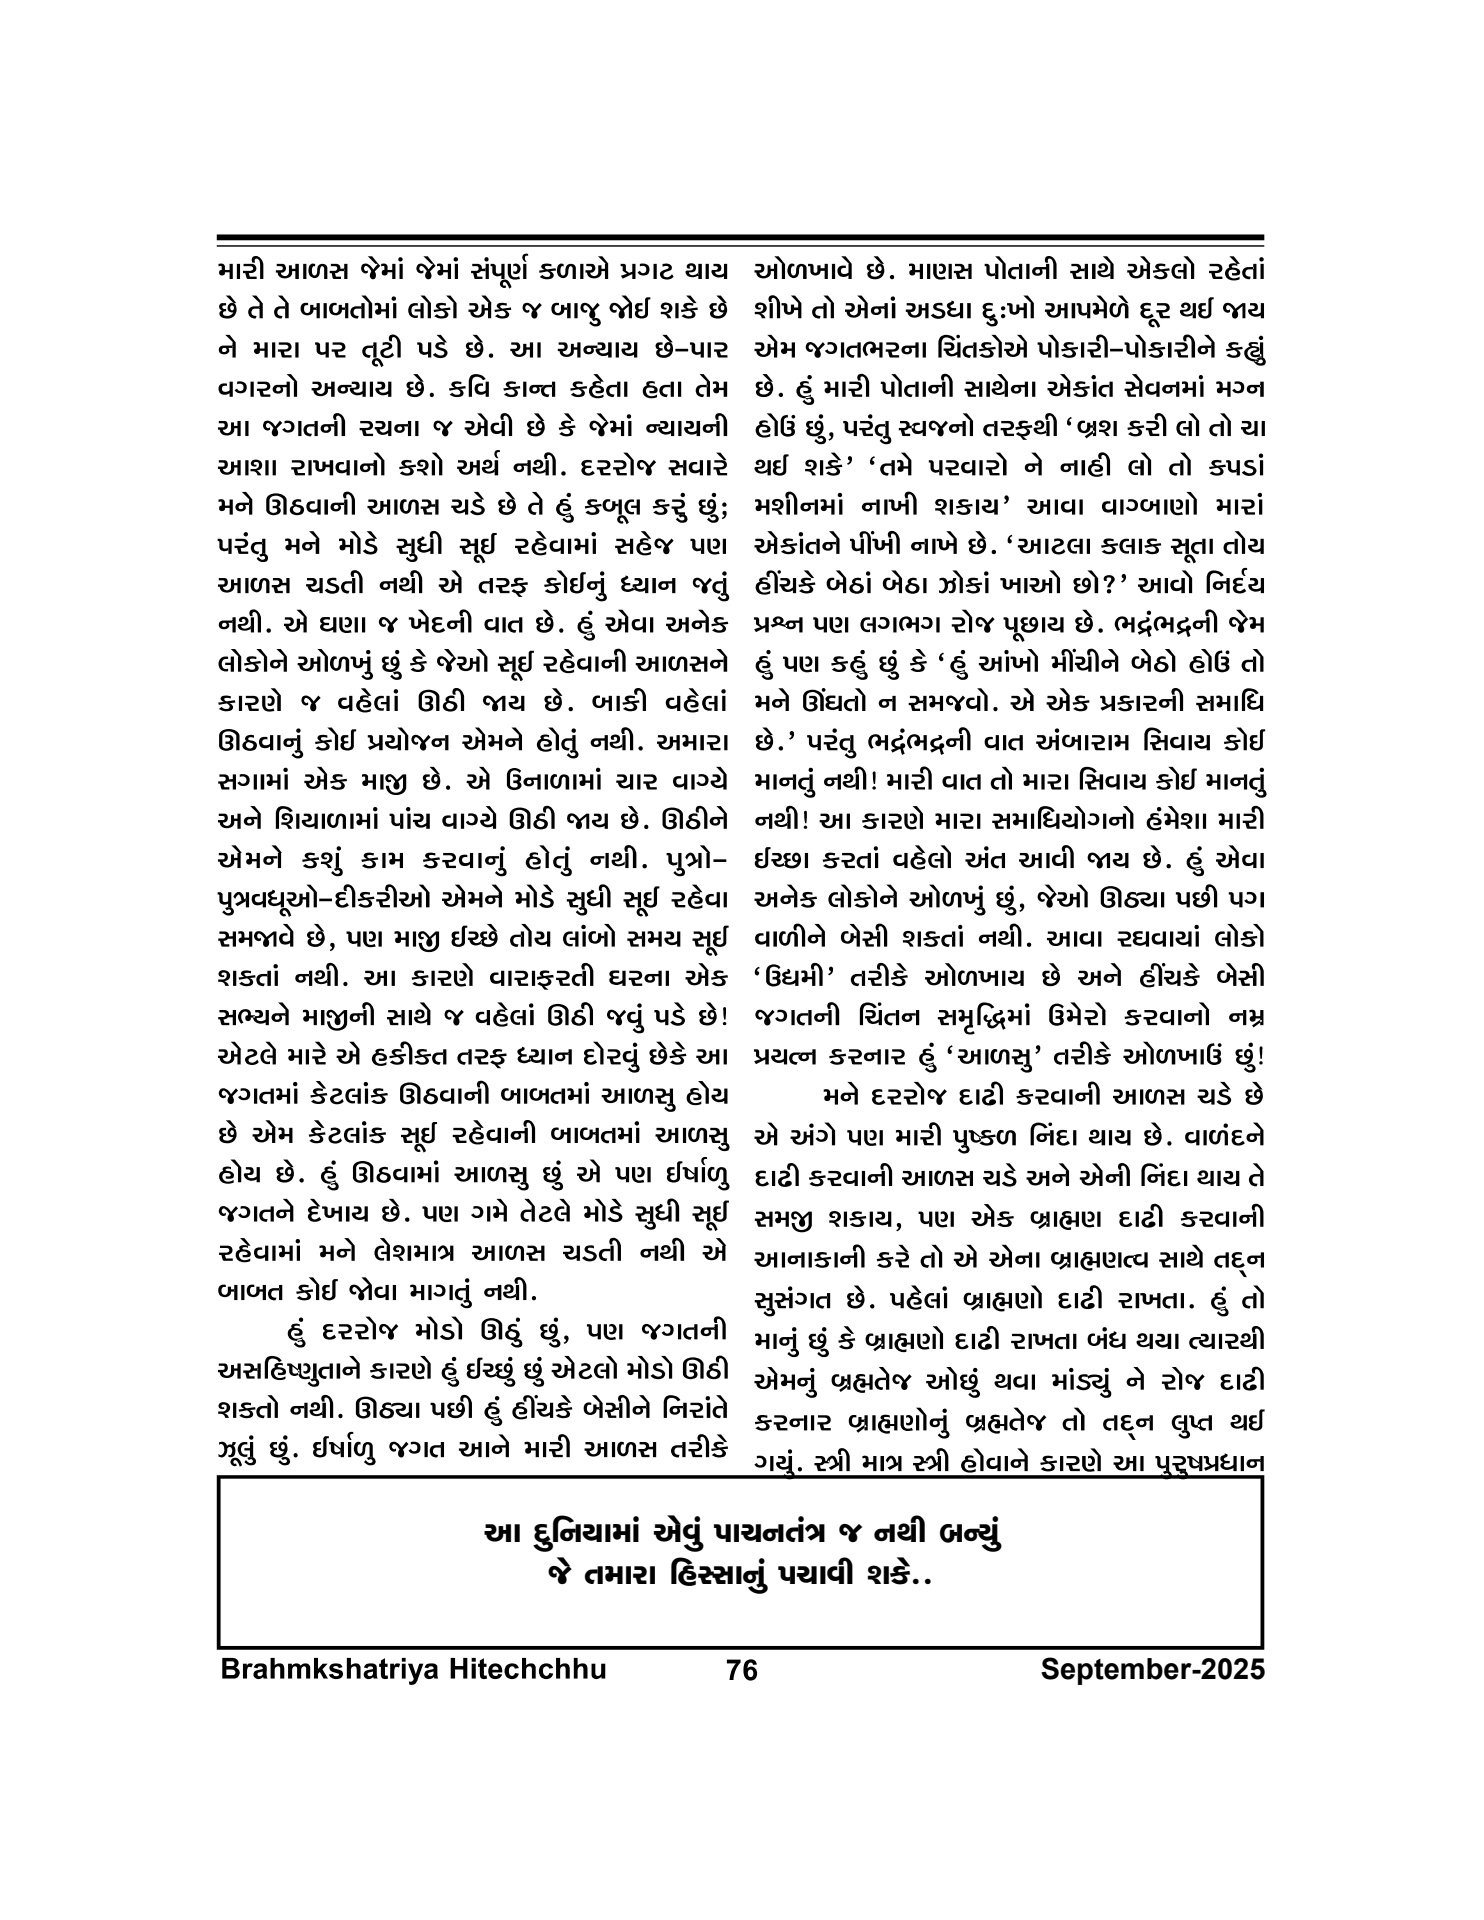 મારી આળસ જેમાં જેમાં સંપૂર્ણ કળાએ પ્રગટ થાય
છે તે તે બાબતોમાં લોકો એક જ બાજુ જોઈ શકે છે
ને મારા પર તૂટી પડે છે. આ અન્યાય છે–પાર
વગરનો અન્યાય છે. કવિ કાન્ત કહેતા હતા તેમ
આ જગતની રચના જ એવી છે કે જેમાં ન્યાયની
આશા રાખવાનો કશો અર્થ નથી. દરરોજ સવારે
મને ઊઠવાની આળસ ચડે છે તે હું કબૂલ કરું છું;
પરંતુ મને મોડે સુધી સૂઈ રહેવામાં સહેજ પણ
આળસ ચડતી નથી એ તરફ કોઈનું ધ્યાન જતું
નથી. એ ઘણા જ ખેદની વાત છે. હું એવા અનેક
લોકોને ઓળખું છું કે જેઓ સૂઈ રહેવાની આળસને
કારણે જ વહેલાં ઊઠી જાય છે. બાકી વહેલાં
ઊઠવાનું કોઈ પ્રયોજન એમને હોતું નથી. અમારા
સગામાં એક માજી છે. એ ઉનાળામાં ચાર વાગ્યે
અને શિયાળામાં પાંચ વાગ્યે ઊઠી જાય છે. ઊઠીને
એમને કશું કામ કરવાનું હોતું નથી. પુત્રો–
પુત્રવધૂઓ–દીકરીઓ એમને મોડે સુધી સૂઈ રહેવા
સમજાવે છે, પણ માજી ઈચ્છે તોય લાંબો સમય સૂઈ
શકતાં નથી. આ કારણે વારાફરતી ઘરના એક
સભ્યને માજીની સાથે જ વહેલાં ઊઠી જવું પડે છે!
એટલે મારે એ હકીકત તરફ ધ્યાન દોરવું છેકે આ
જગતમાં કેટલાંક ઊઠવાની બાબતમાં આળસુ હોય
છે એમ કેટલાંક સૂઈ રહેવાની બાબતમાં આળસુ
હોય છે. હું ઊઠવામાં આળસુ છું એ પણ ઈર્ષાળુ
જગતને દેખાય છે. પણ ગમે તેટલે મોડે સુધી સૂઈ
રહેવામાં મને લેશમાત્ર આળસ ચડતી નથી એ
બાબત કોઈ જોવા માગતું નથી.
હું દરરોજ મોડો ઊઠું છું, પણ જગતની
અસહિષ્ણુતાને કારણે હું ઈચ્છું છું એટલો મોડો ઊઠી
શકતો નથી. ઊઠ્યા પછી હું હીંચકે બેસીને નિરાંતે
ઝૂલું છું. ઈર્ષાળુ જગત આને મારી આળસ તરીકે
ઓળખાવે છે. માણસ પોતાની સાથે એકલો રહેતાં
શીખે તો એનાં અડધા દુ:ખો આપમેળે દૂર થઈ જાય
એમ જગતભરના ચિંતકોએ પોકારી–પોકારીને કહ્યું
છે. હું મારી પોતાની સાથેના એકાંત સેવનમાં મગ્ન
હોઉં છું, પરંતુ સ્વજનો તરફથી ‘બ્રશ કરી લો તો ચા
થઈ શકે’ ‘તમે પરવારો ને નાહી લો તો કપડાં
મશીનમાં નાખી શકાય’ આવા વાગ્બાણો મારાં
એકાંતને પીંખી નાખે છે. ‘આટલા કલાક સૂતા તોય
હીંચકે બેઠાં બેઠા ઝોકાં ખાઓ છો?’ આવો નિર્દય
પ્રશ્ન પણ લગભગ રોજ પૂછાય છે. ભદ્રંભદ્રની જેમ
હું પણ કહું છું કે ‘હું આંખો મીંચીને બેઠો હોઉં તો
મને ઊંઘતો ન સમજવો. એ એક પ્રકારની સમાધિ
છે.’ પરંતુ ભદ્રંભદ્રની વાત અંબારામ સિવાય કોઈ
માનતું નથી! મારી વાત તો મારા સિવાય કોઈ માનતું
નથી! આ કારણે મારા સમાધિયોગનો હંમેશા મારી
ઈચ્છા કરતાં વહેલો અંત આવી જાય છે. હું એવા
અનેક લોકોને ઓળખું છું, જેઓ ઊઠ્યા પછી પગ
વાળીને બેસી શકતાં નથી. આવા રઘવાયાં લોકો
‘ઉદ્યમી’ તરીકે ઓળખાય છે અને હીંચકે બેસી
જગતની ચિંતન સમૃદ્ધિમાં ઉમેરો કરવાનો નમ્ર
પ્રયત્ન કરનાર હું ‘આળસુ’ તરીકે ઓળખાઉં છું!
મને દરરોજ દાઢી કરવાની આળસ ચડે છે
એ અંગે પણ મારી પુષ્કળ નિંદા થાય છે. વાળંદને
દાઢી કરવાની આળસ ચડે અને એની નિંદા થાય તે
સમજી શકાય, પણ એક બ્રાહ્મણ દાઢી કરવાની
આનાકાની કરે તો એ એના બ્રાહ્મણત્વ સાથે તદ્દન
સુસંગત છે. પહેલાં બ્રાહ્મણો દાઢી રાખતા. હું તો
માનું છું કે બ્રાહ્મણો દાઢી રાખતા બંધ થયા ત્યારથી
એમનું બ્રહ્મતેજ ઓછું થવા માંડ્યું ને રોજ દાઢી
કરનાર બ્રાહ્મણોનું બ્રહ્મતેજ તો તદ્દન લુપ્ત થઈ
ગયું. સ્ત્રી માત્ર સ્ત્રી હોવાને કારણે આ પુરુષપ્રધાન
આ દુનિયામાં એવું પાચનતંત્ર જ નથી બન્યું
જે તમારા હિસ્સાનું પચાવી શકે..
Brahmkshatriya Hitechchhu 76 September-2025